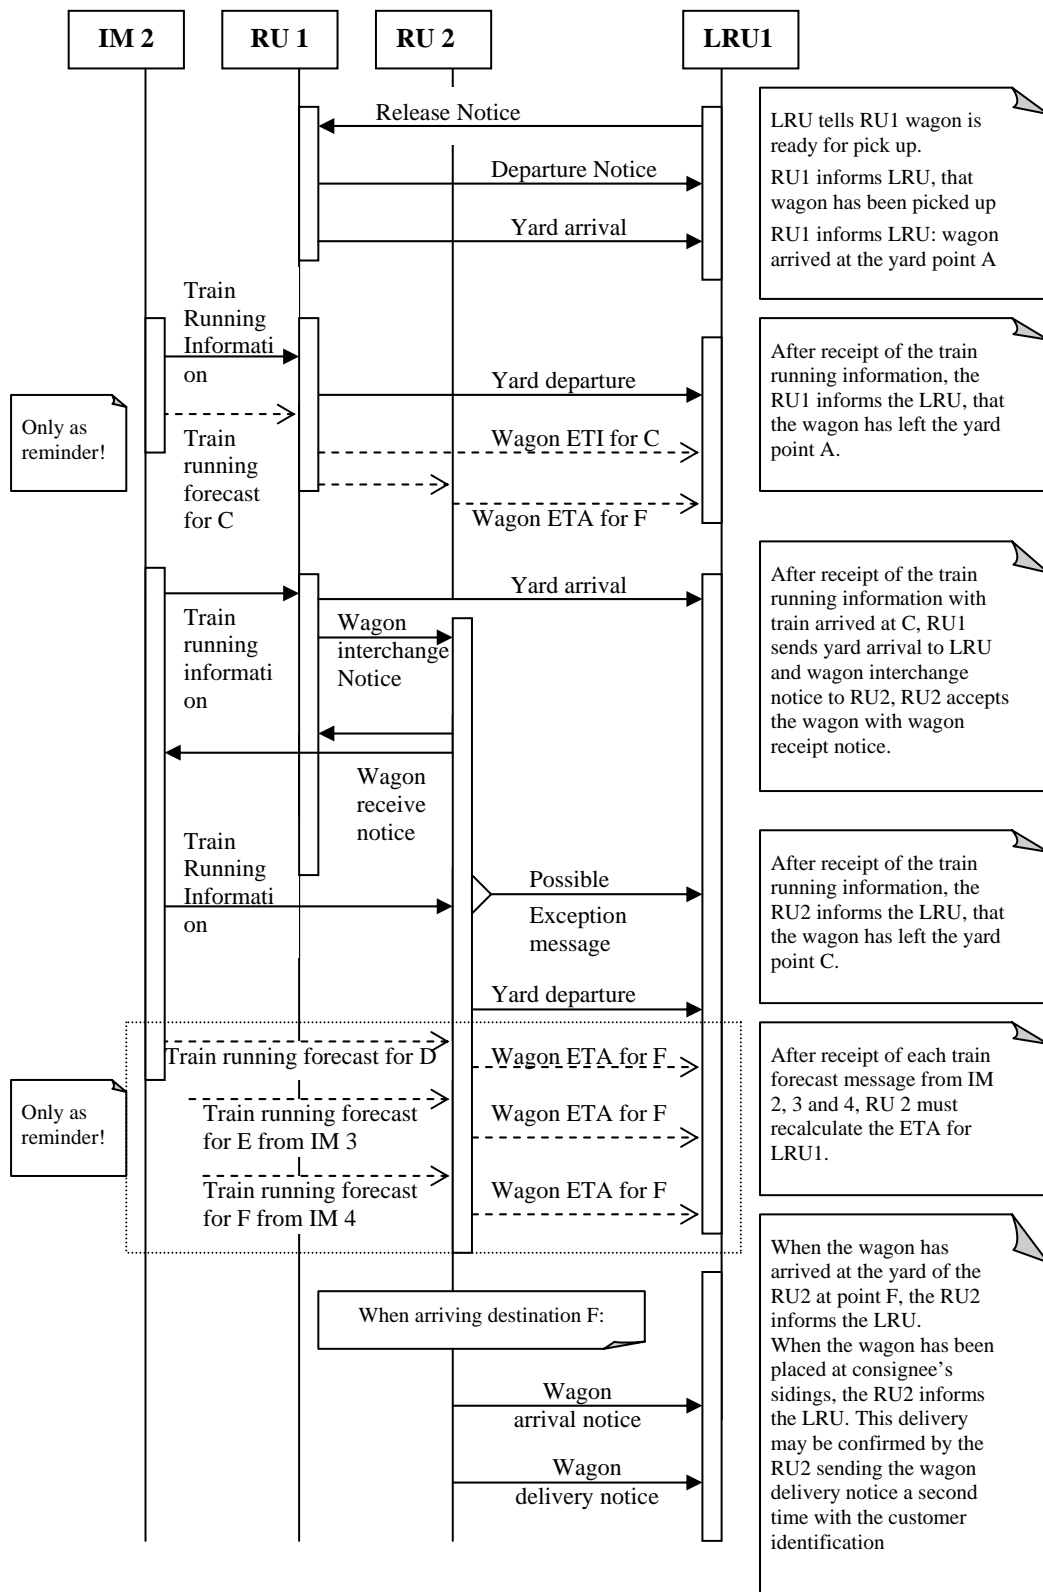 IM 2
RU 1
RU 2
LRU1
Release Notice
LRU tells RU1 wagon is
ready for pick up.
RU1 informs LRU, that
wagon has been picked up
RU1 informs LRU: wagon
arrived at the yard point A
Departure Notice
Yard arrival
Train
Running
Informati
on
Yard departure
After receipt of the train
running information, the
RU1 informs the LRU, that
the wagon has left the yard
point A.
Only as
reminder!
Train
running
forecast
for C
Wagon ETI for C
Wagon ETA for F
Yard arrival
After receipt of the train
running information with
train arrived at C, RU1
sends yard arrival to LRU
and wagon interchange
notice to RU2, RU2 accepts
the wagon with wagon
receipt notice.
Train
running
informati
on
Wagon
interchange
Notice
Wagon
receive
notice
Train
Running
Informati
on
Possible
Exception
message
After receipt of the train
running information, the
RU2 informs the LRU, that
the wagon has left the yard
point C.
Yard departure
Train running forecast for D
Wagon ETA for F
After receipt of each train
forecast message from IM
2, 3 and 4, RU 2 must
recalculate the ETA for
LRU1.
Only as
reminder!
Train running forecast
for E from IM 3
Wagon ETA for F
Train running forecast
for F from IM 4
Wagon ETA for F
When the wagon has
arrived at the yard of the
RU2 at point F, the RU2
informs the LRU.
When the wagon has been
placed at consignee’s
sidings, the RU2 informs
the LRU. This delivery
may be confirmed by the
RU2 sending the wagon
delivery notice a second
time with the customer
identification
When arriving destination F:
Wagon
arrival notice
Wagon
delivery notice